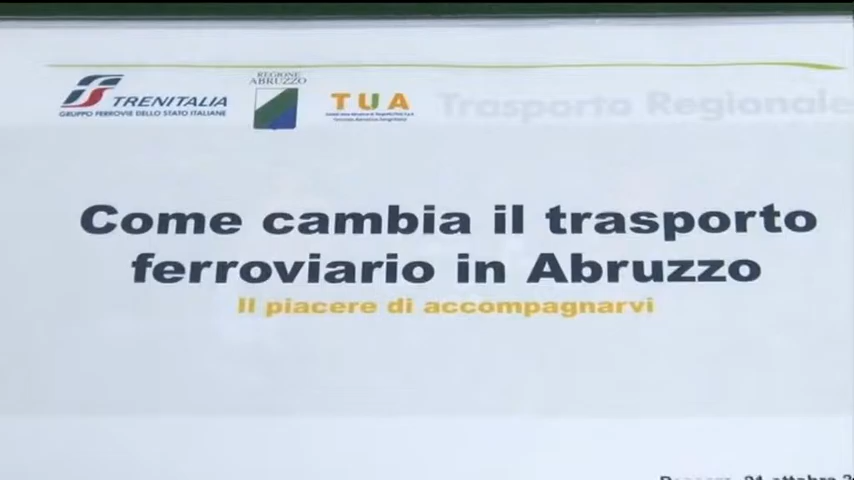 TRENITALIA
GRUPPO FERROVIE DELLO STATO ITALIANE
REGIONE
ABRUZZO
TUA
Trasporto Regionale
Come cambia il trasporto
ferroviario in Abruzzo
Il piacere di accompagnarvi